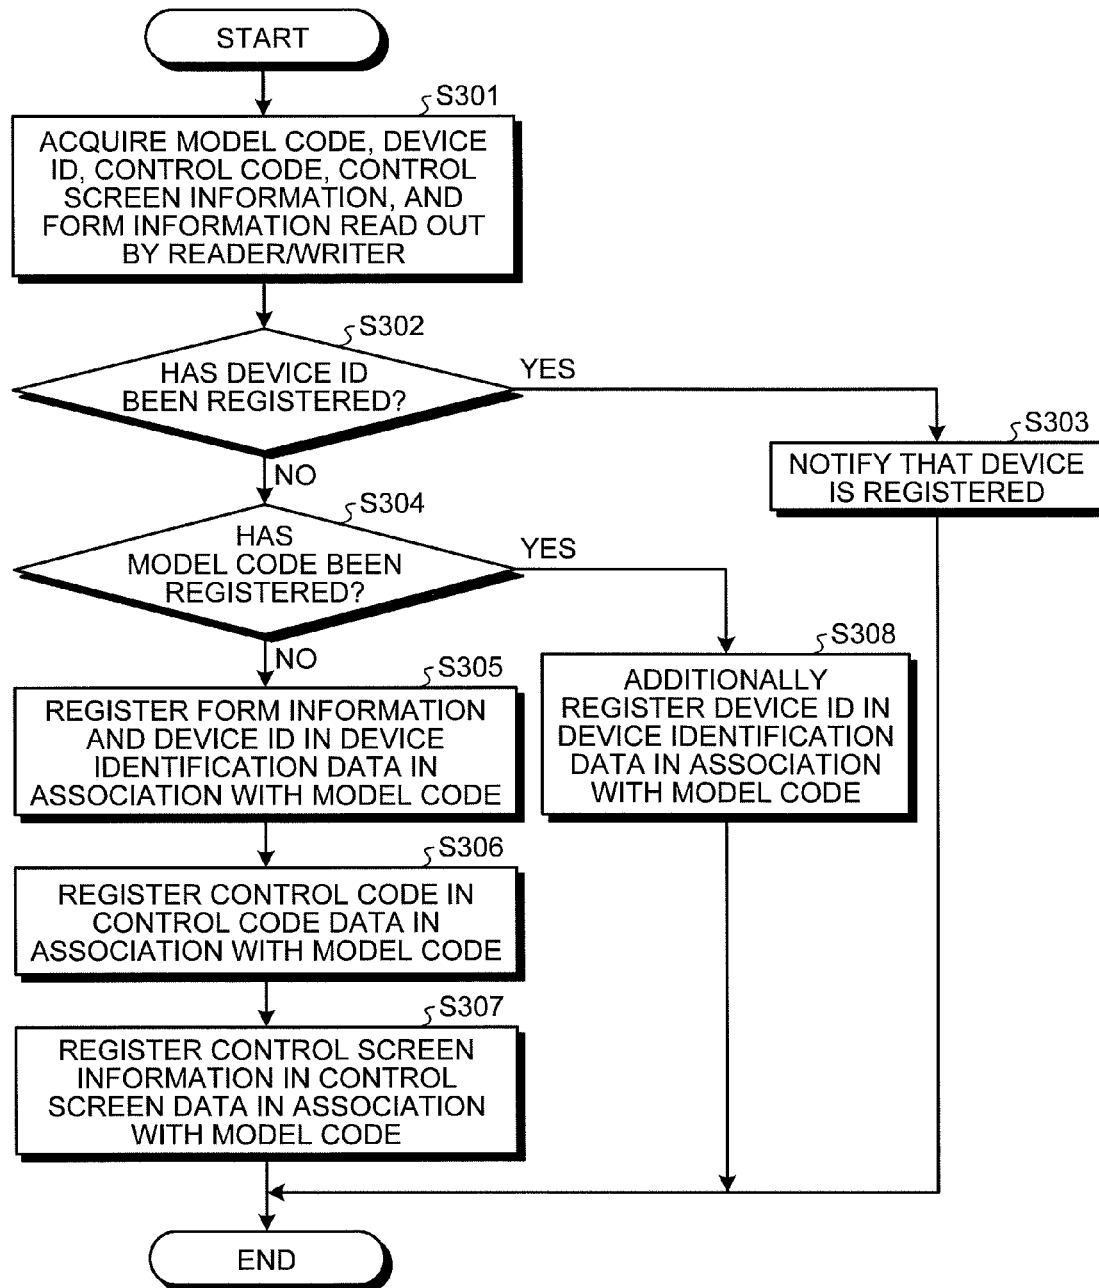 START
S301
ACQUIRE MODEL CODE, DEVICE
ID, CONTROL CODE, CONTROL
SCREEN INFORMATION, AND
FORM INFORMATION READ OUT
BY READER/WRITER
S302
HAS DEVICE ID
BEEN REGISTERED?
YES
NO
S303
NOTIFY THAT DEVICE
IS REGISTERED
S304
HAS
MODEL CODE BEEN
REGISTERED?
YES
NO
S305
REGISTER FORM INFORMATION
AND DEVICE ID IN DEVICE
IDENTIFICATION DATA IN
ASSOCIATION WITH MODEL CODE
S308
ADDITIONALLY
REGISTER DEVICE ID IN
DEVICE IDENTIFICATION
DATA IN ASSOCIATION
WITH MODEL CODE
S306
REGISTER CONTROL CODE IN
CONTROL CODE DATA IN
ASSOCIATION WITH MODEL CODE
S307
REGISTER CONTROL SCREEN
INFORMATION IN CONTROL
SCREEN DATA IN ASSOCIATION
WITH MODEL CODE
END